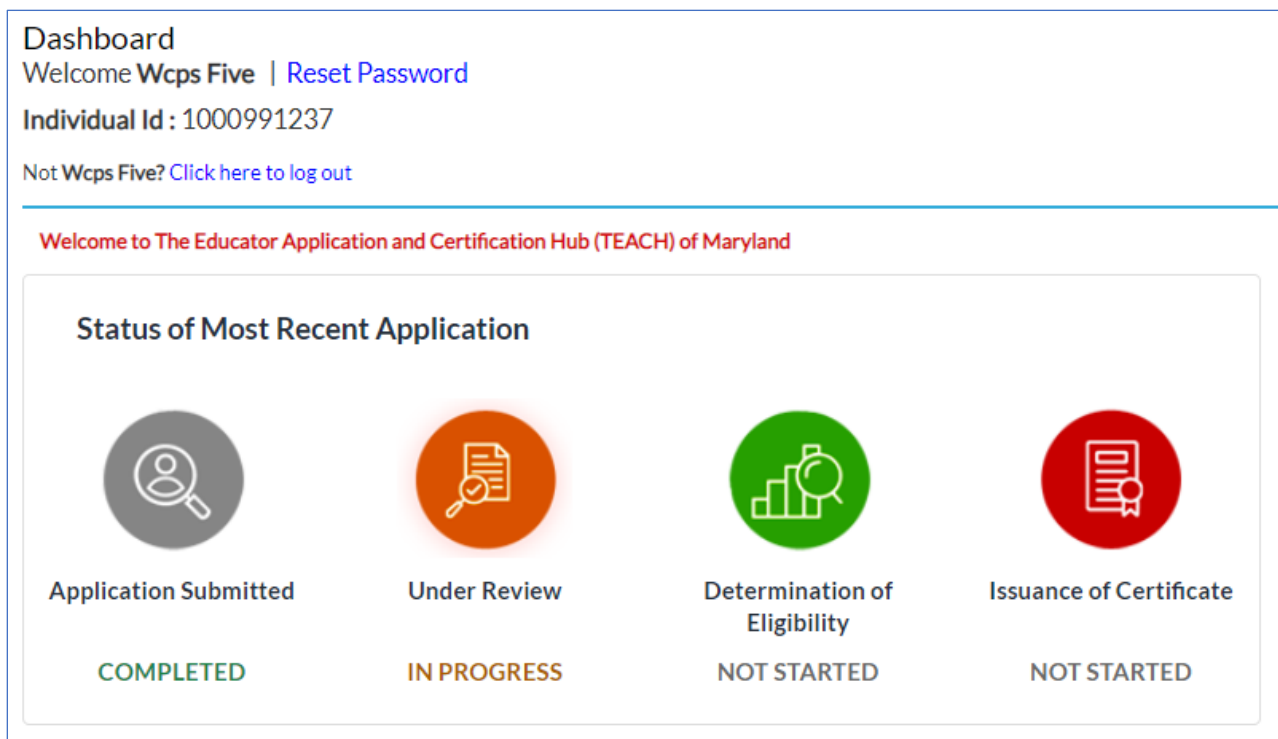 Dashboard
Welcome Wcps Five | Reset Password
Individual Id : 1000991237
Not Wcps Five? Click here to log out
Welcome to The Educator Application and Certification Hub (TEACH) of Maryland
Status of Most Recent Application
Application Submitted
COMPLETED
Under Review
IN PROGRESS
Determination of
Eligibility
NOT STARTED
Issuance of Certificate
NOT STARTED